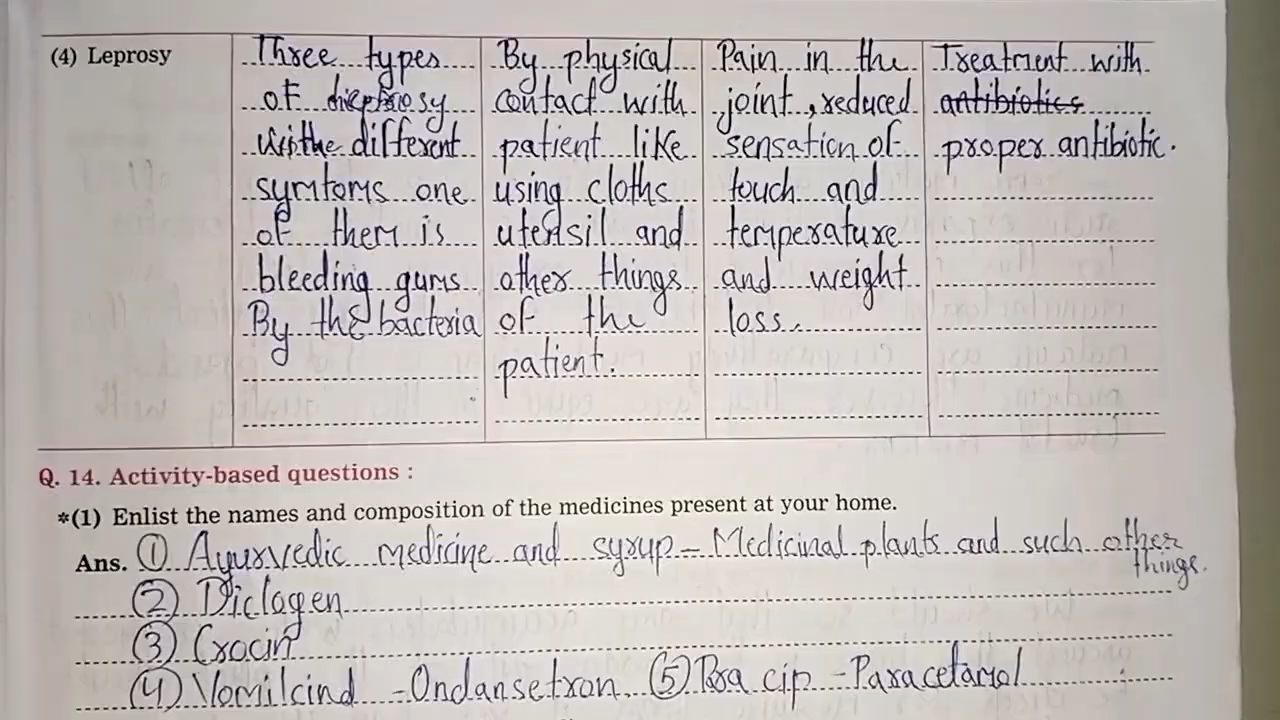 (4) Leprosy
Three types
of leprosy
with different
symtoms one
of them is
bleeding gums
By the bacteria
By physical
contact with
patient like
using cloths
utensil and
other things
of the
patient.
Pain in the
joint, reduced
sensation of
touch and
temperature
and weight
loss.
Treatment with
antibiotics
proper antibiotic.
Q. 14. Activity-based questions :
*(1) Enlist the names and composition of the medicines present at your home.
Ans. ① Ayurvedic medicine and syrup – Medicinal plants and such other
things.
② Diclogen
③ Crocin
④ Vomilcind – Ondansetron ⑤ Para cip – Paracetamol